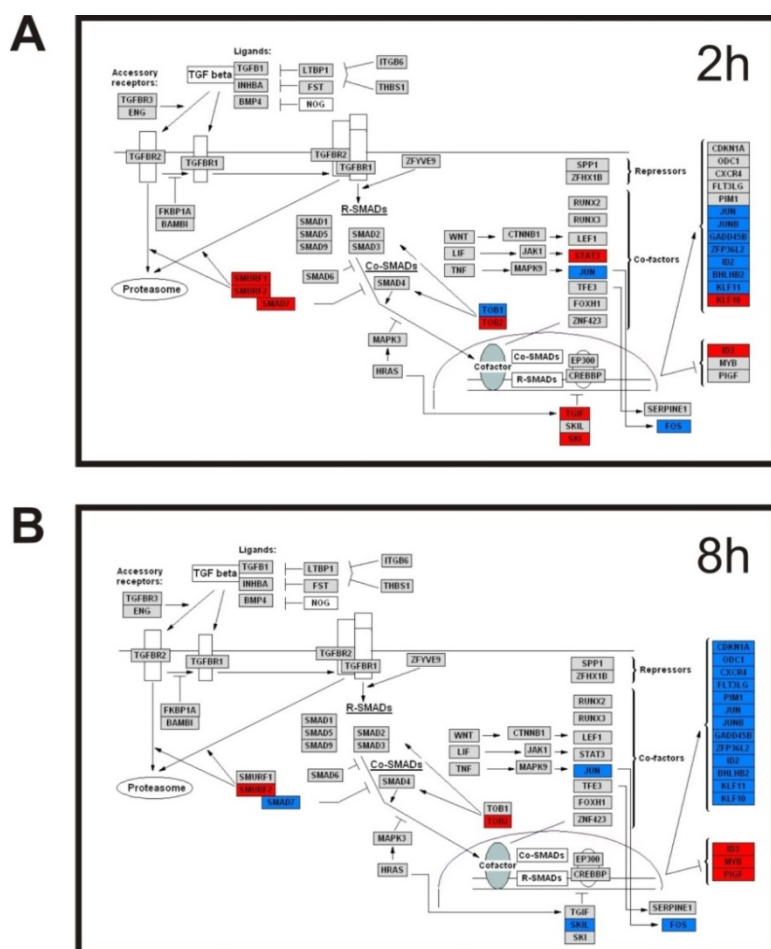 A
2h
Ligands:
Accessory
receptors:
TGF beta
TGFB1
INHBA
BMP4
LTBP1
FST
NOG
ITGB6
THBS1
TGFBR3
ENG
TGFBR2
TGFBR1
TGFBR2
TGFBR1
ZFYVE9
FKBP1A
BAMBI
R-SMADs
SMAD1
SMAD5
SMAD9
SMAD2
SMAD3
Co-SMADs
SMAD6
SMAD4
SMURF1
SMURF2
SMAD7
Proteasome
MAPK3
HRAS
TOB1
TOB2
WNT
CTNNB1
LIF
JAK1
TNF
MAPK9
SPP1
ZFHX1B
Repressors
RUNX2
RUNX3
LEF1
STAT3
JUN
TFE3
FOXH1
ZNF423
Co-factors
Cofactor
Co-SMADs
R-SMADs
EP300
CREBBP
TGIF
SKIL
SKI
SERPINE1
FOS
CDKN1A
ODC1
CXCR4
FLT3LG
PIM1
JUN
JUNB
GADD45B
ZFP36L2
ID2
BHLHB2
KLF11
KLF10
ID3
MYB
PIGF
B
8h
Ligands:
Accessory
receptors:
TGF beta
TGFB1
INHBA
BMP4
LTBP1
FST
NOG
ITGB6
THBS1
TGFBR3
ENG
TGFBR2
TGFBR1
TGFBR2
TGFBR1
ZFYVE9
FKBP1A
BAMBI
R-SMADs
SMAD1
SMAD5
SMAD9
SMAD2
SMAD3
Co-SMADs
SMAD6
SMAD4
SMURF1
SMURF2
SMAD7
Proteasome
MAPK3
HRAS
TOB1
TOB2
WNT
CTNNB1
LIF
JAK1
TNF
MAPK9
SPP1
ZFHX1B
Repressors
RUNX2
RUNX3
LEF1
STAT3
JUN
TFE3
FOXH1
ZNF423
Co-factors
Cofactor
Co-SMADs
R-SMADs
EP300
CREBBP
TGIF
SKIL
SKI
SERPINE1
FOS
CDKN1A
ODC1
CXCR4
FLT3LG
PIM1
JUN
JUNB
GADD45B
ZFP36L2
ID2
BHLHB2
KLF11
KLF10
ID3
MYB
PIGF